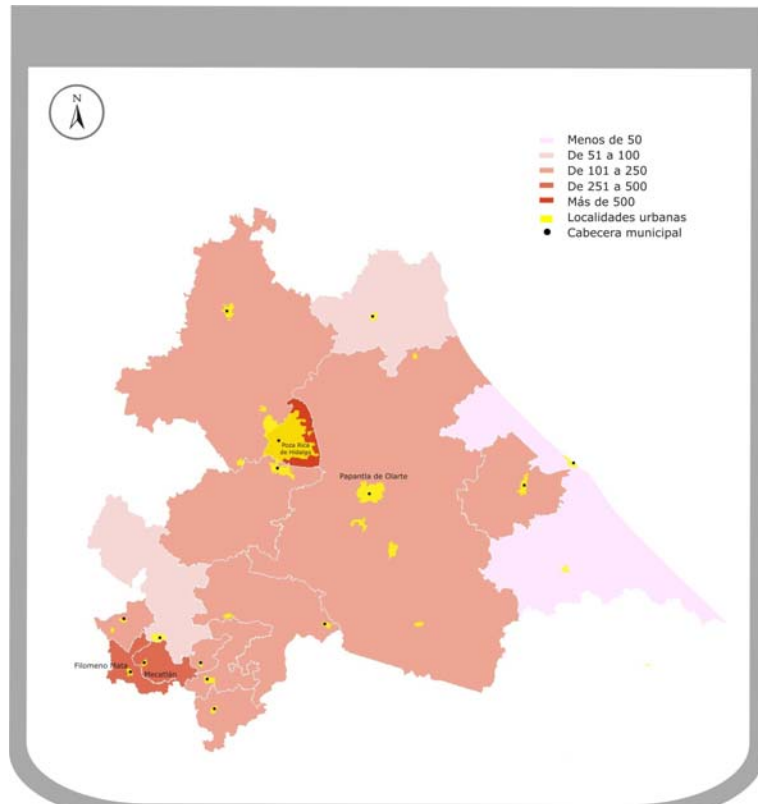 N
Menos de 50
De 51 a 100
De 101 a 250
De 251 a 500
Más de 500
Localidades urbanas
Cabecera municipal
Poza Rica
de Hidalgo
Papantla de Olarte
Filomeno Mata
Mecatlán